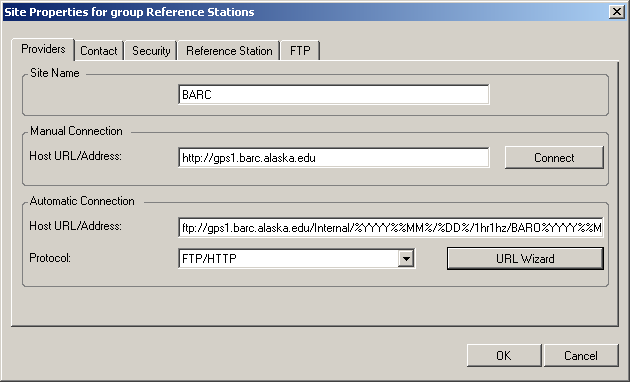 Site Properties for group Reference Stations
Providers Contact Security Reference Station FTP
Site Name
BARC
Manual Connection
Host URL/Address: http://gps1.barc.alaska.edu Connect
Automatic Connection
Host URL/Address: ftp://gps1.barc.alaska.edu/Internal/%YYYY%%MM%/%DD%/1hr1hz/BARO%YYYY%%M
Protocol: FTP/HTTP URL Wizard
OK Cancel